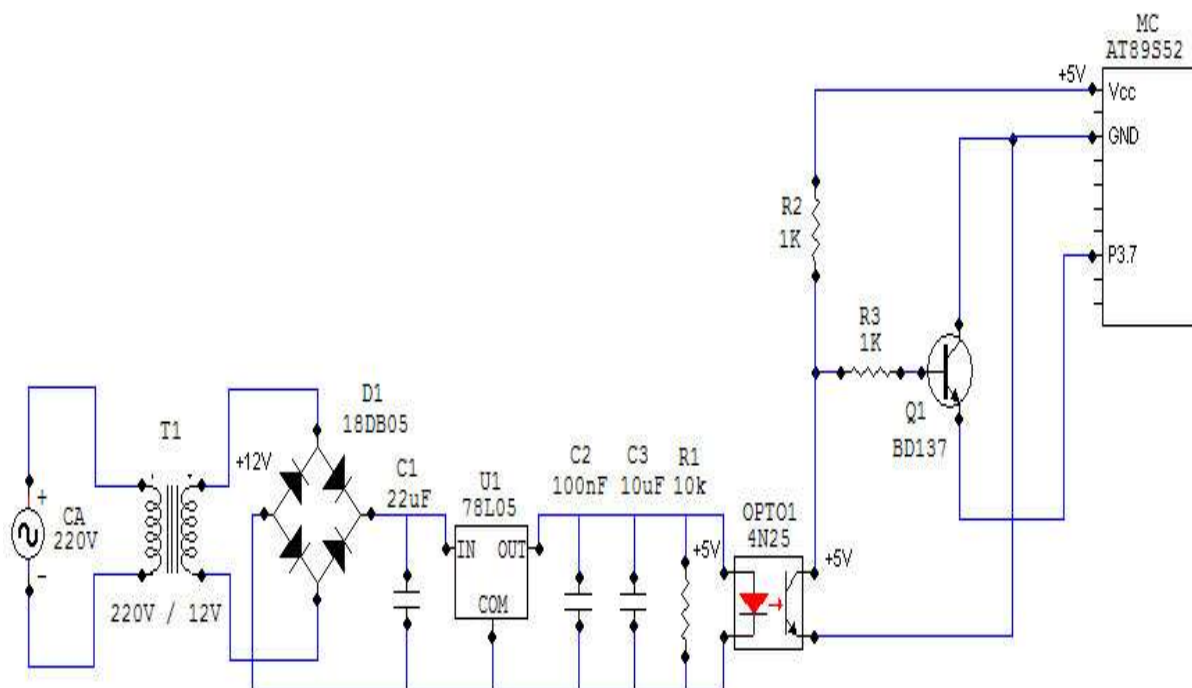 MC
AT89S52
+5V
Vcc
GND
P3.7
R2
1K
R3
1K
Q1
BD137
D1
18DB05
T1
+12V
+
CA
220V
-
220V / 12V
C1
22uF
U1
78L05
IN
OUT
COM
C2
100nF
C3
10uF
R1
10k
+5V
OPTO1
4N25
+5V